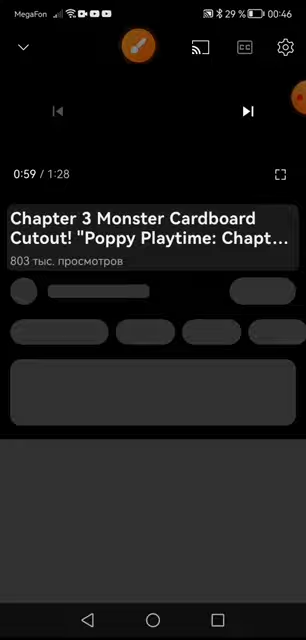 MegaFon 29 % 00:46
CC
0:59 / 1:28
Chapter 3 Monster Cardboard
Cutout! "Poppy Playtime: Chapt...
803 тыс. просмотров